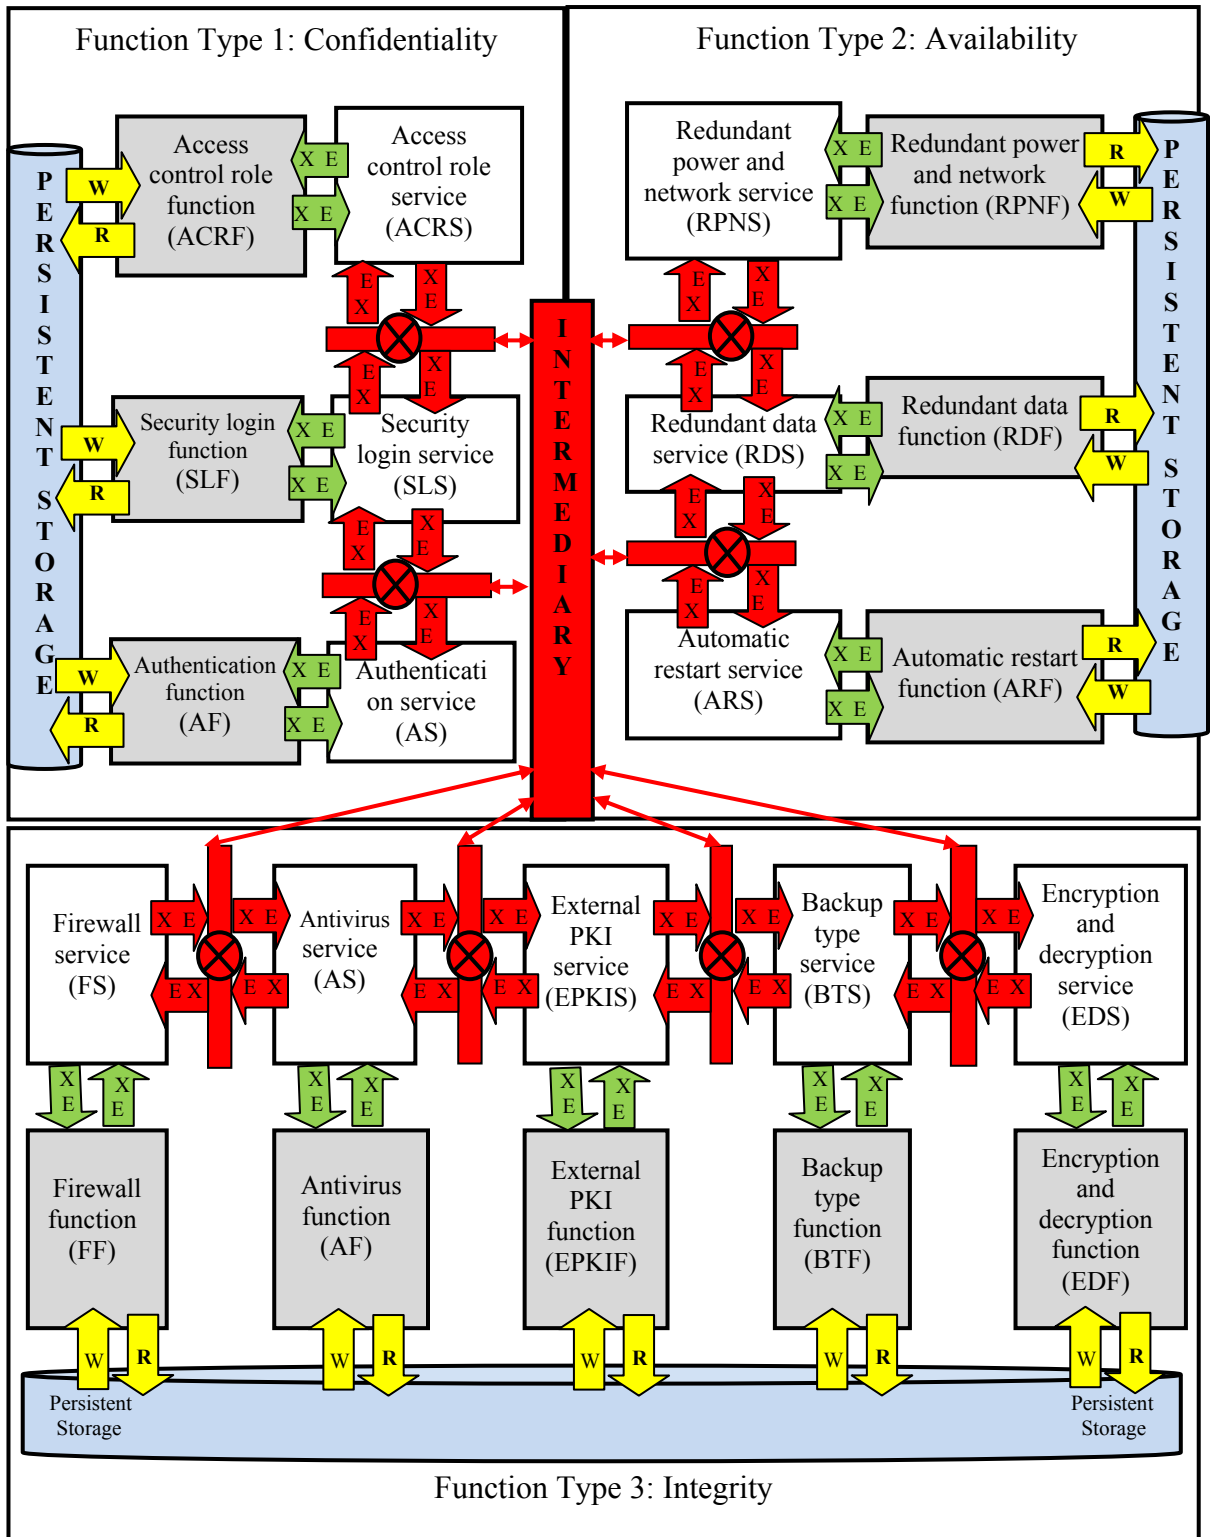 Function Type 1: Confidentiality
Access
control role
function
(ACRF)
Access
control role
service
(ACRS)
X E
X E
W
R
PERSISTENT STORAGE
E
X
X
E
E
X
X
E
Security login
function
(SLF)
Security
login service
(SLS)
X E
X E
W
R
E
X
X
E
E
X
X
E
Authentication
function
(AF)
Authenticati
on service
(AS)
X E
X E
W
R
INTERMEDIARY
Function Type 2: Availability
Redundant
power and
network service
(RPNS)
Redundant power
and network
function (RPNF)
X E
X E
R
W
PERSISTENT STORAGE
E
X
X
E
E
X
X
E
Redundant data
service (RDS)
Redundant data
function (RDF)
X E
X E
R
W
E
X
X
E
E
X
X
E
Automatic
restart service
(ARS)
Automatic restart
function (ARF)
X E
X E
R
W
Firewall
service
(FS)
X E
X E
E X
E X
Antivirus
service
(AS)
X E
X E
E X
E X
External
PKI
service
(EPKIS)
X E
X E
E X
E X
Backup
type
service
(BTS)
X E
X E
E X
E X
Encryption
and
decryption
service
(EDS)
X
E
X
E
X
E
X
E
X
E
X
E
X
E
X
E
X
E
X
E
Firewall
function
(FF)
Antivirus
function
(AF)
External
PKI
function
(EPKIF)
Backup
type
function
(BTF)
Encryption
and
decryption
function
(EDF)
W
R
W
R
W
R
W
R
W
R
Persistent
Storage
Persistent
Storage
Function Type 3: Integrity